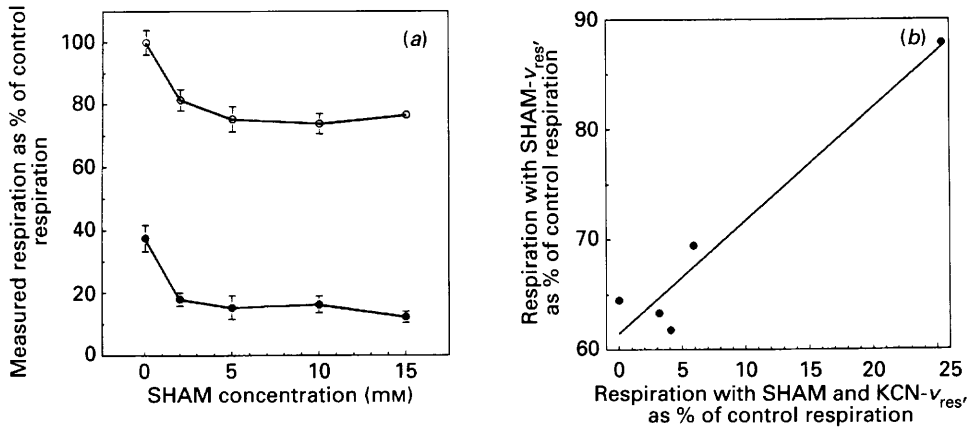 Measured respiration as % of control
respiration
100
80
60
40
20
0
(a)
0
5
10
15
SHAM concentration (mM)
Respiration with SHAM-vres,
as % of control respiration
90
80
70
60
(b)
0
5
10
15
20
25
Respiration with SHAM and KCN-vres,
as % of control respiration